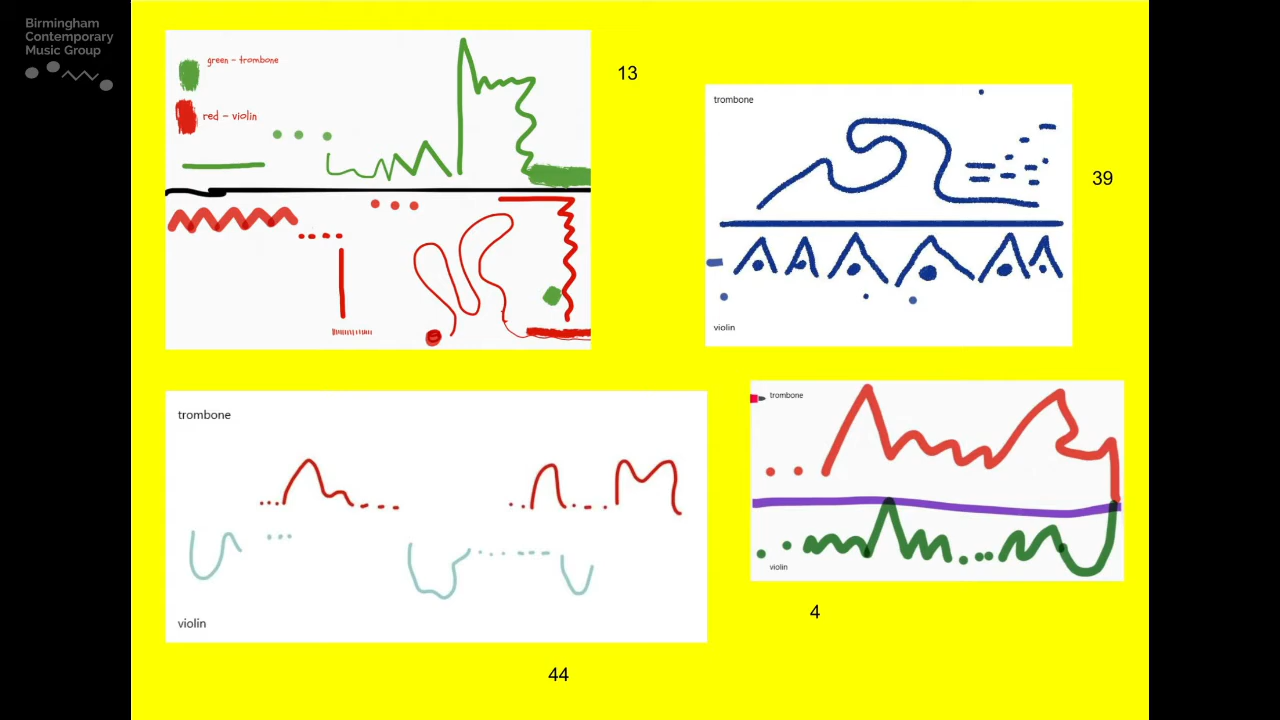 Birmingham
Contemporary
Music Group
green - trombone
red - violin
13
trombone
violin
39
trombone
violin
44
trombone
violin
4